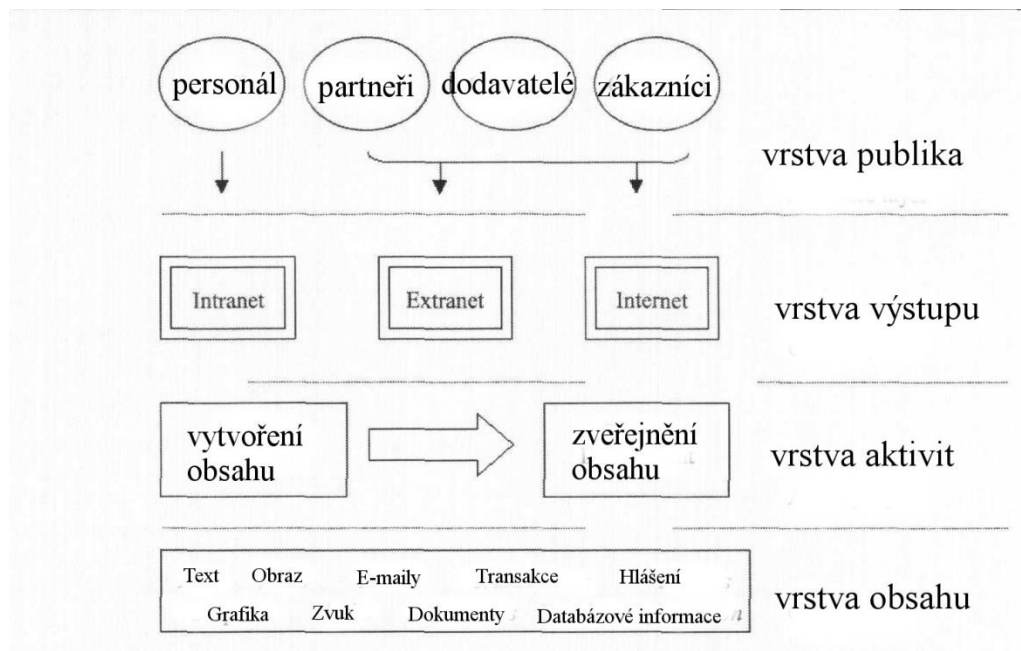 personál partneři dodavatelé zákazníci
vrstva publika
Intranet Extranet Internet
vrstva výstupu
vytvoření
obsahu
zveřejnění
obsahu
vrstva aktivit
Text Obraz E-maily Transakce Hlášení
Grafika Zvuk Dokumenty Databázové informace
vrstva obsahu